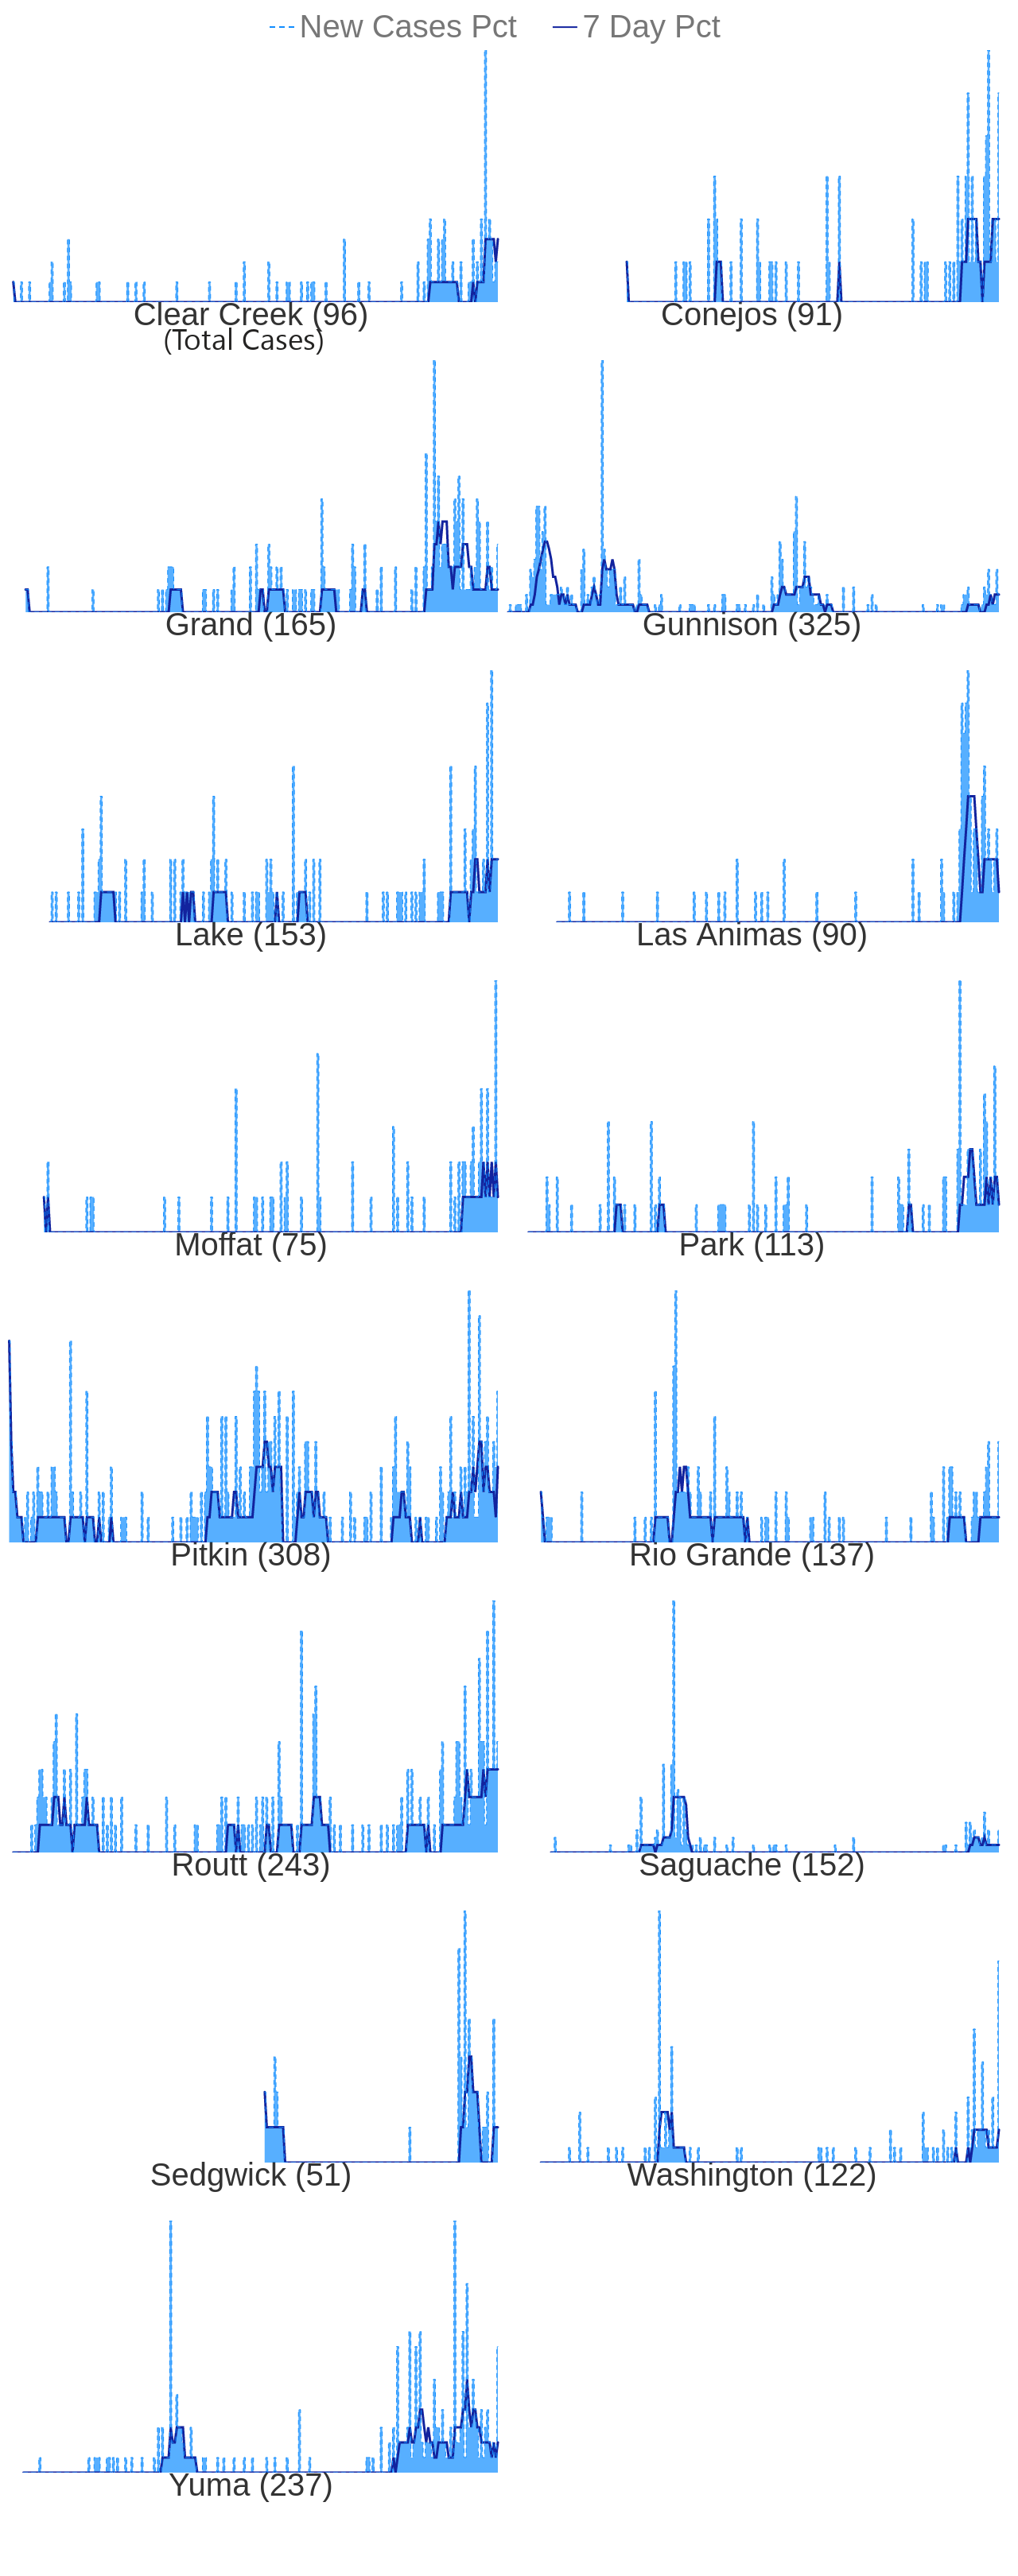 New Cases Pct 7 Day Pct
Clear Creek (96) Conejos (91)
(Total Cases)
Grand (165) Gunnison (325)
Lake (153) Las Animas (90)
Moffat (75) Park (113)
Pitkin (308) Rio Grande (137)
Routt (243) Saguache (152)
Sedgwick (51) Washington (122)
Yuma (237)